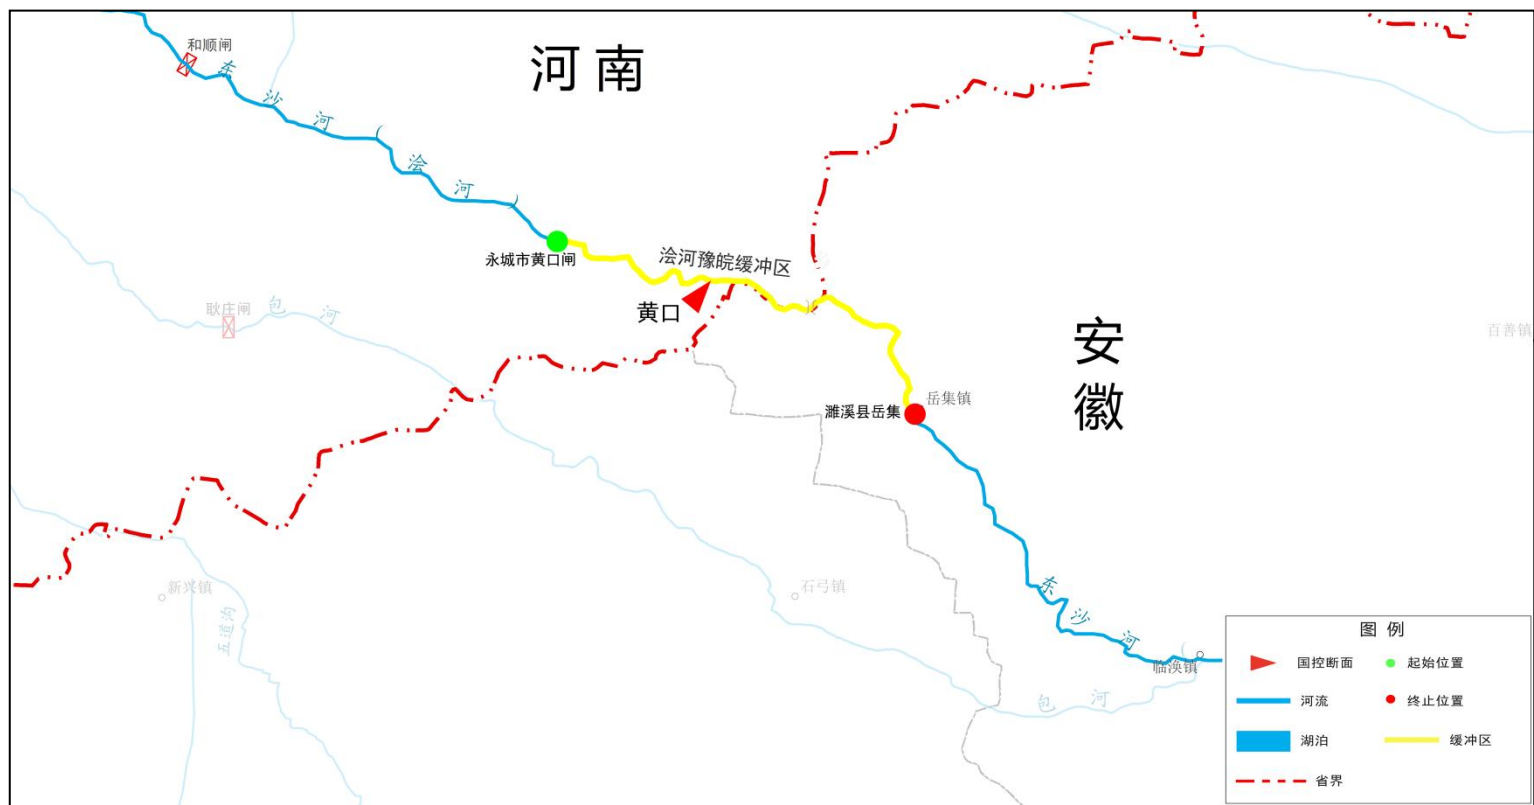 和顺闸
河南
东沙河(浍河)
永城市黄口闸
浍河豫皖缓冲区
黄口
耿庄闸
包河
安徽
百善镇
岳集镇
濉溪县岳集
新兴镇
五道沟
石弓镇
东沙河
临涣镇
包河
图例
国控断面
起始位置
河流
终止位置
湖泊
缓冲区
省界